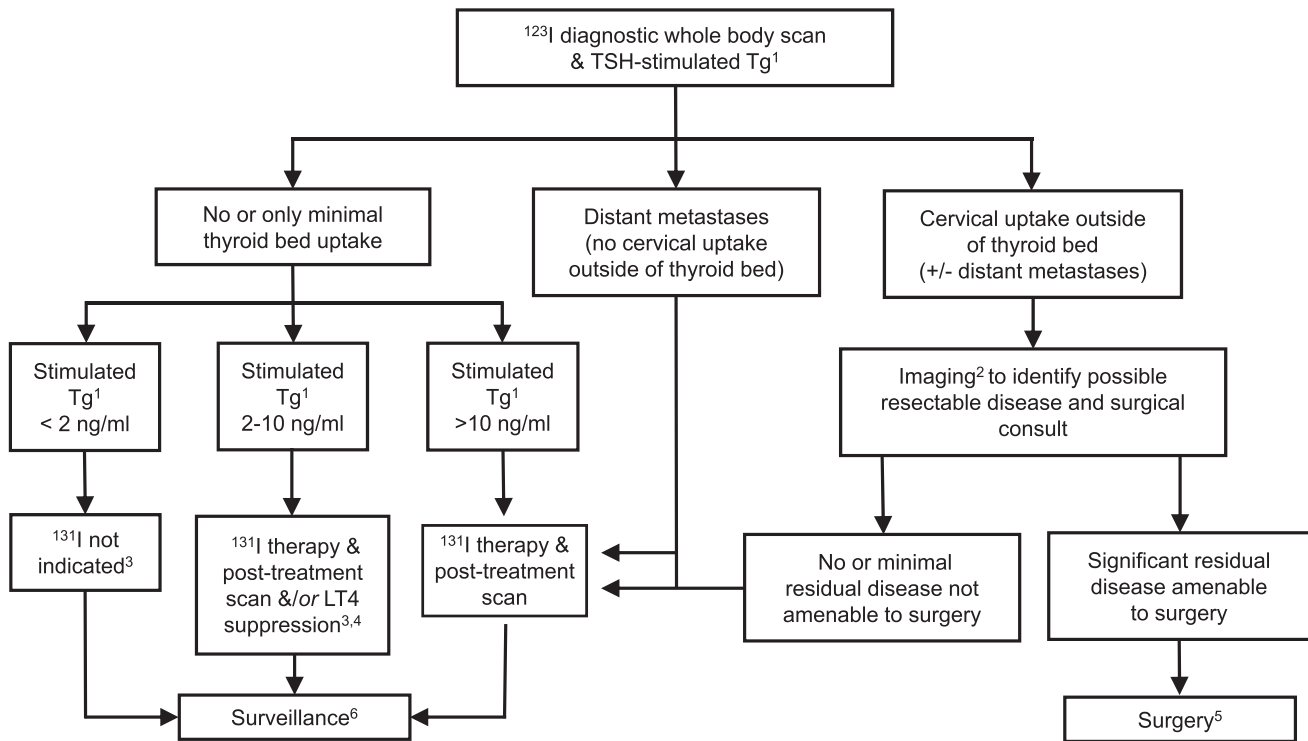 ¹²³I diagnostic whole body scan
& TSH-stimulated Tg¹
No or only minimal
thyroid bed uptake
Distant metastases
(no cervical uptake
outside of thyroid bed)
Cervical uptake outside
of thyroid bed
(+/- distant metastases)
Stimulated
Tg¹
< 2 ng/ml
Stimulated
Tg¹
2-10 ng/ml
Stimulated
Tg¹
>10 ng/ml
Imaging² to identify possible
resectable disease and surgical
consult
¹³¹I not
indicated³
¹³¹I therapy &
post-treatment
scan &/or LT4
suppression³,⁴
¹³¹I therapy &
post-treatment
scan
No or minimal
residual disease not
amenable to surgery
Significant residual
disease amenable
to surgery
Surveillance⁶
Surgery⁵